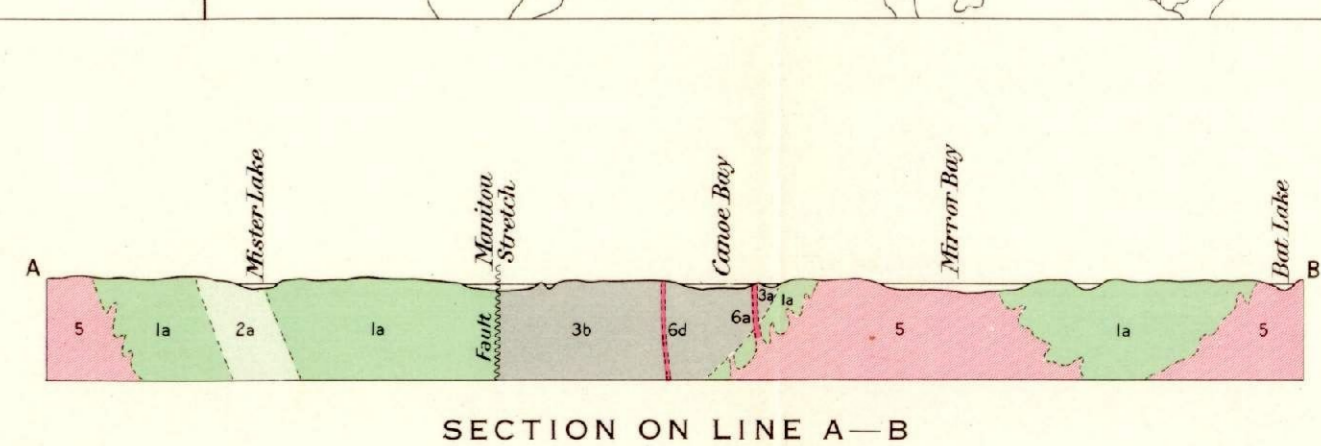 Mister Lake
Manitou
Stretch
Canoe Bay
Mirror Bay
Bat Lake
A
B
5
1a
2a
1a
Fault
3b
6d
6a
3a
1a
5
1a
5
SECTION ON LINE A—B